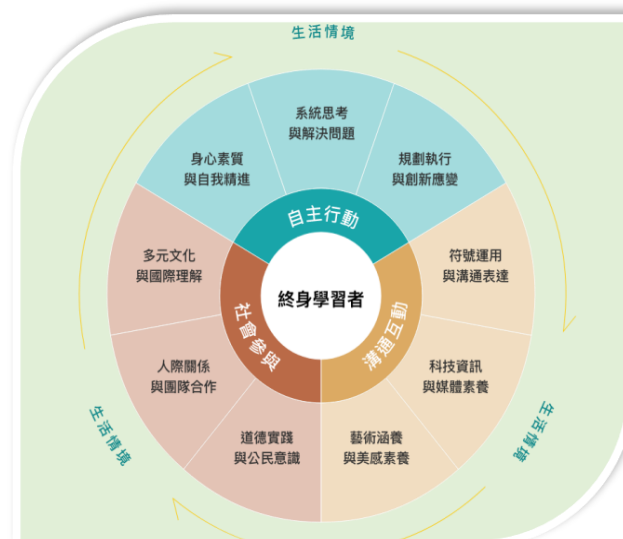 生活情境
系統思考
與解決問題
身心素質
與自我精進
規劃執行
與創新應變
自主行動
多元文化
與國際理解
符號運用
與溝通表達
終身學習者
社會參與
溝通互動
人際關係
與團隊合作
科技資訊
與媒體素養
道德實踐
與公民意識
藝術涵養
與美感素養
生活情境
生活情境